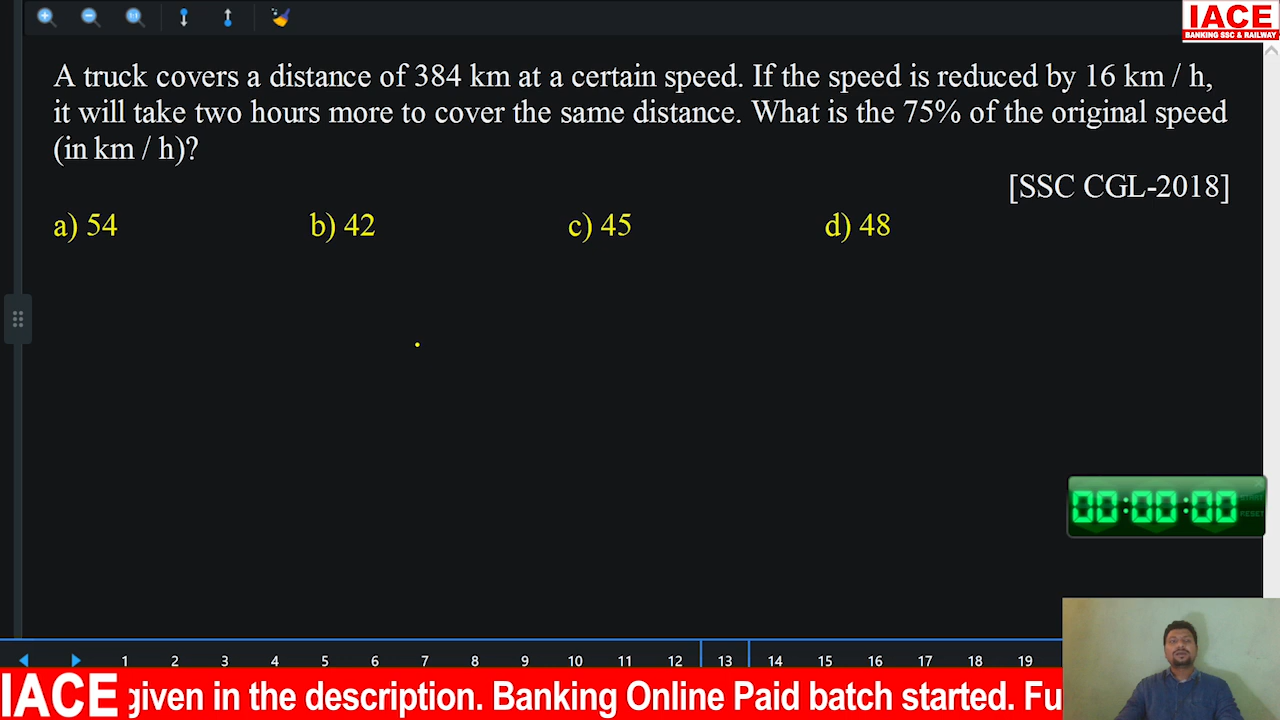 IACE
BANKING SSC & RAILWAY
A truck covers a distance of 384 km at a certain speed. If the speed is reduced by 16 km / h,
it will take two hours more to cover the same distance. What is the 75% of the original speed
(in km / h)?
[SSC CGL-2018]
a) 54 b) 42 c) 45 d) 48
00:00:00
RESET
1 2 3 4 5 6 7 8 9 10 11 12 13 14 15 16 17 18 19
IACE given in the description. Banking Online Paid batch started. Fu